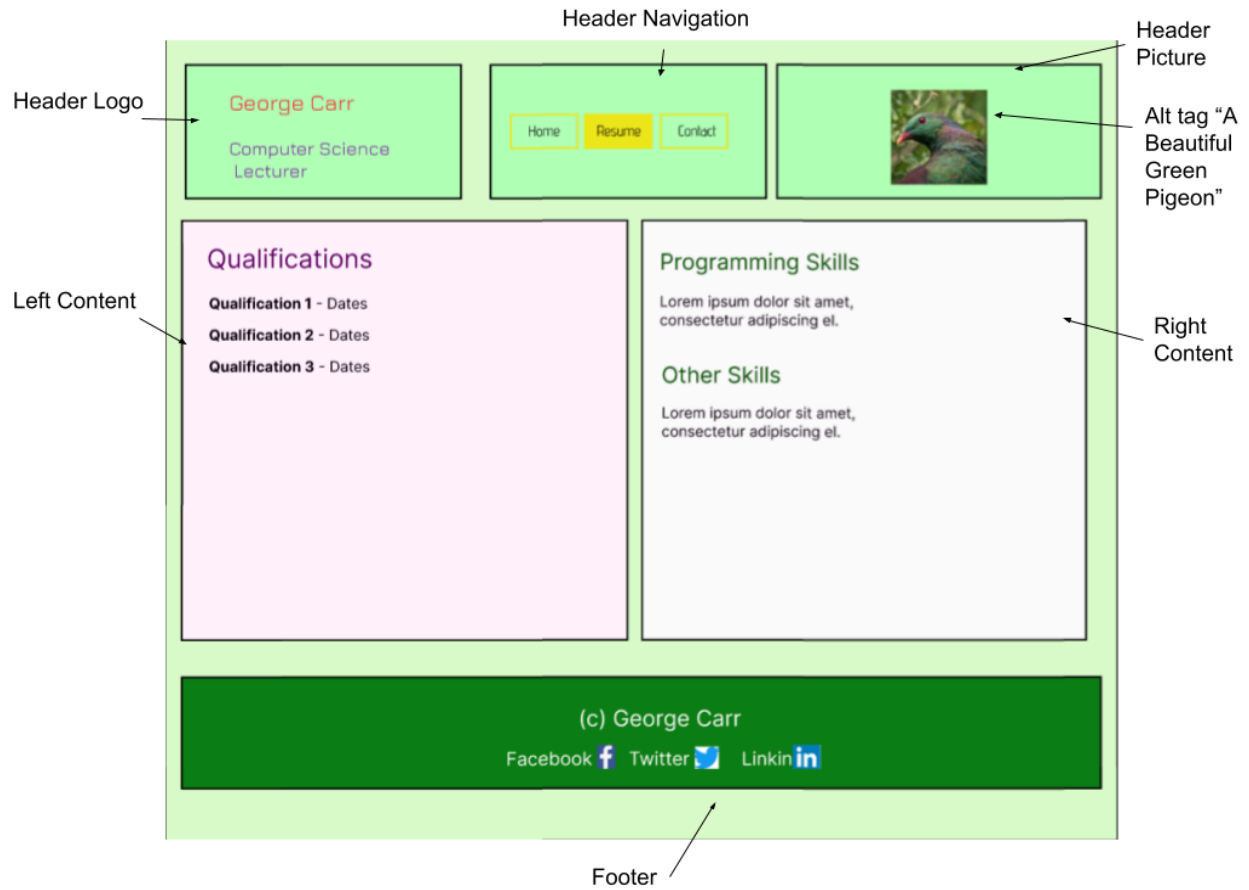 Header Navigation
Header
Picture
Header Logo
George Carr
Computer Science
Lecturer
Home
Resume
Contact
Alt tag “A
Beautiful
Green
Pigeon”
Left Content
Qualifications
Qualification 1 - Dates
Qualification 2 - Dates
Qualification 3 - Dates
Programming Skills
Lorem ipsum dolor sit amet,
consectetur adipiscing el.
Other Skills
Lorem ipsum dolor sit amet,
consectetur adipiscing el.
Right
Content
(c) George Carr
Facebook f Twitter Linkin in
Footer